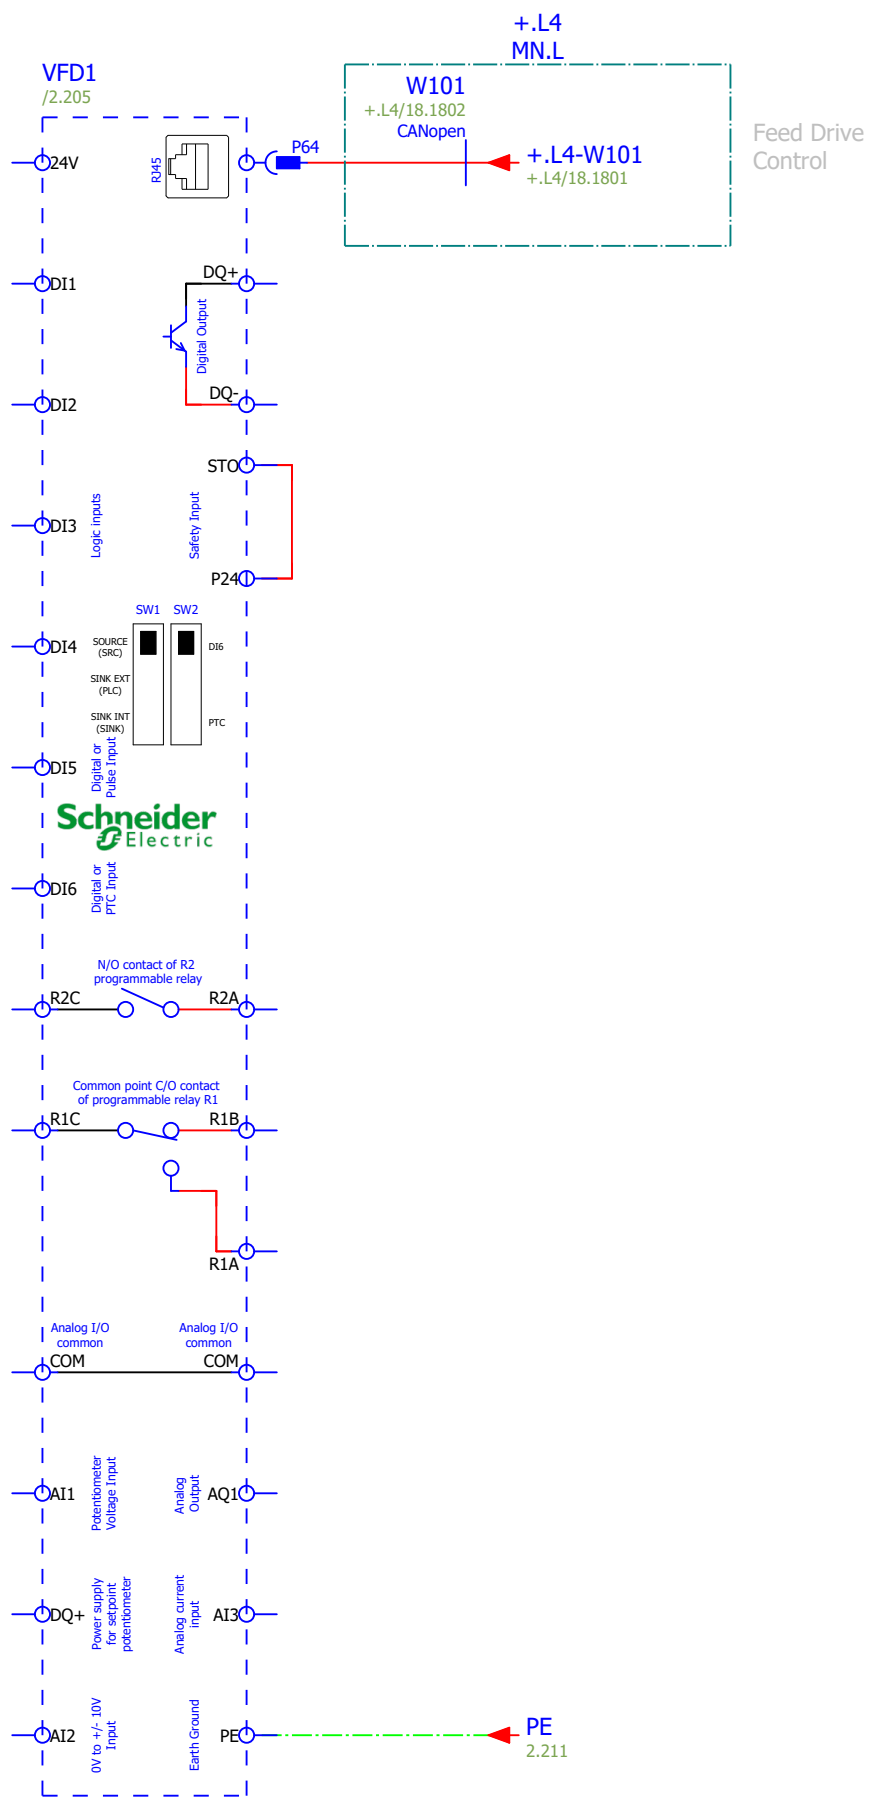 +.L4
MN.L
VFD1
/2.205
W101
+.L4/18.1802
CANopen
Feed Drive
Control
24V
RJ45
P64
+.L4-W101
+.L4/18.1801
DI1
DQ+
Digital Output
DI2
DQ-
STO
DI3
Logic inputs
Safety Input
P24
SW1
SW2
DI4
SOURCE
(SRC)
DI6
SINK EXT
(PLC)
SINK INT
(SINK)
PTC
DI5
Digital or
Pulse Input
Schneider
Electric
DI6
Digital or
PTC Input
N/O contact of R2
programmable relay
R2C
R2A
Common point C/O contact
of programmable relay R1
R1C
R1B
R1A
Analog I/O
common
Analog I/O
common
COM
COM
AI1
Potentiometer
Voltage Input
Analog
Output
AQ1
DQ+
Power supply
for setpoint
potentiometer
Analog current
input
AI3
AI2
0V to +/- 10V
Input
Earth Ground
PE
PE
2.211